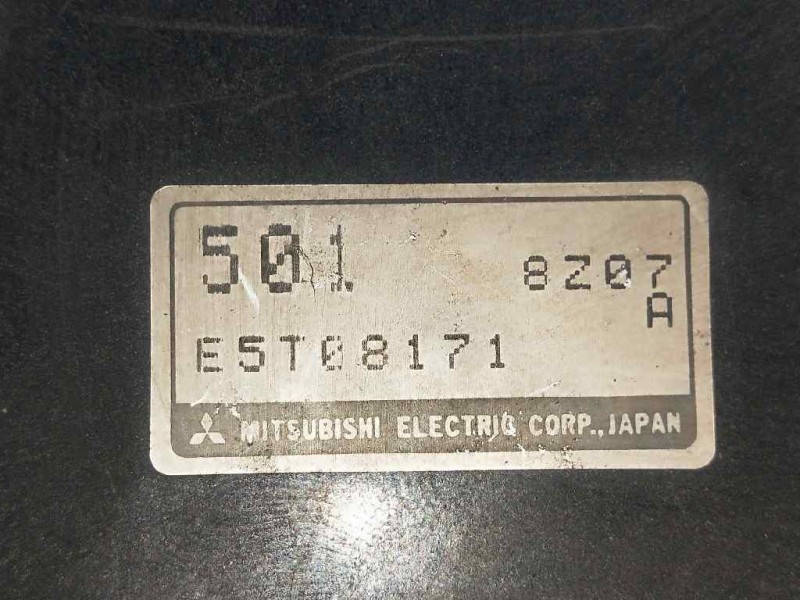 501 8Z07
A
E5T08171
MITSUBISHI ELECTRIC CORP., JAPAN